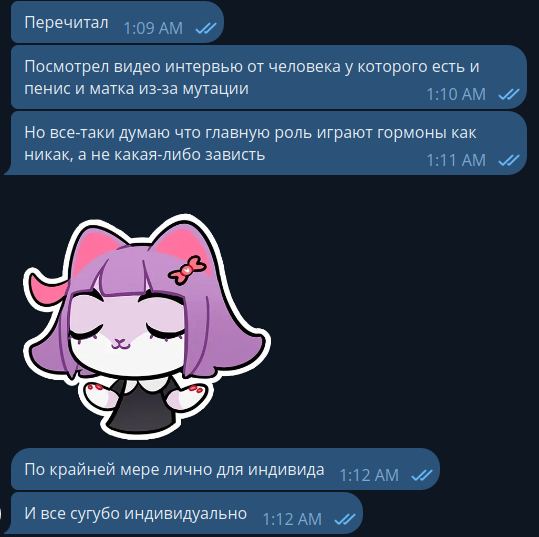 Перечитал 1:09 AM
Посмотрел видео интервью от человека у которого есть и
пенис и матка из-за мутации
1:10 AM
Но все-таки думаю что главную роль играют гормоны как
никак, а не какая-либо зависть
1:11 AM
По крайней мере лично для индивида 1:12 AM
И все сугубо индивидуально 1:12 AM